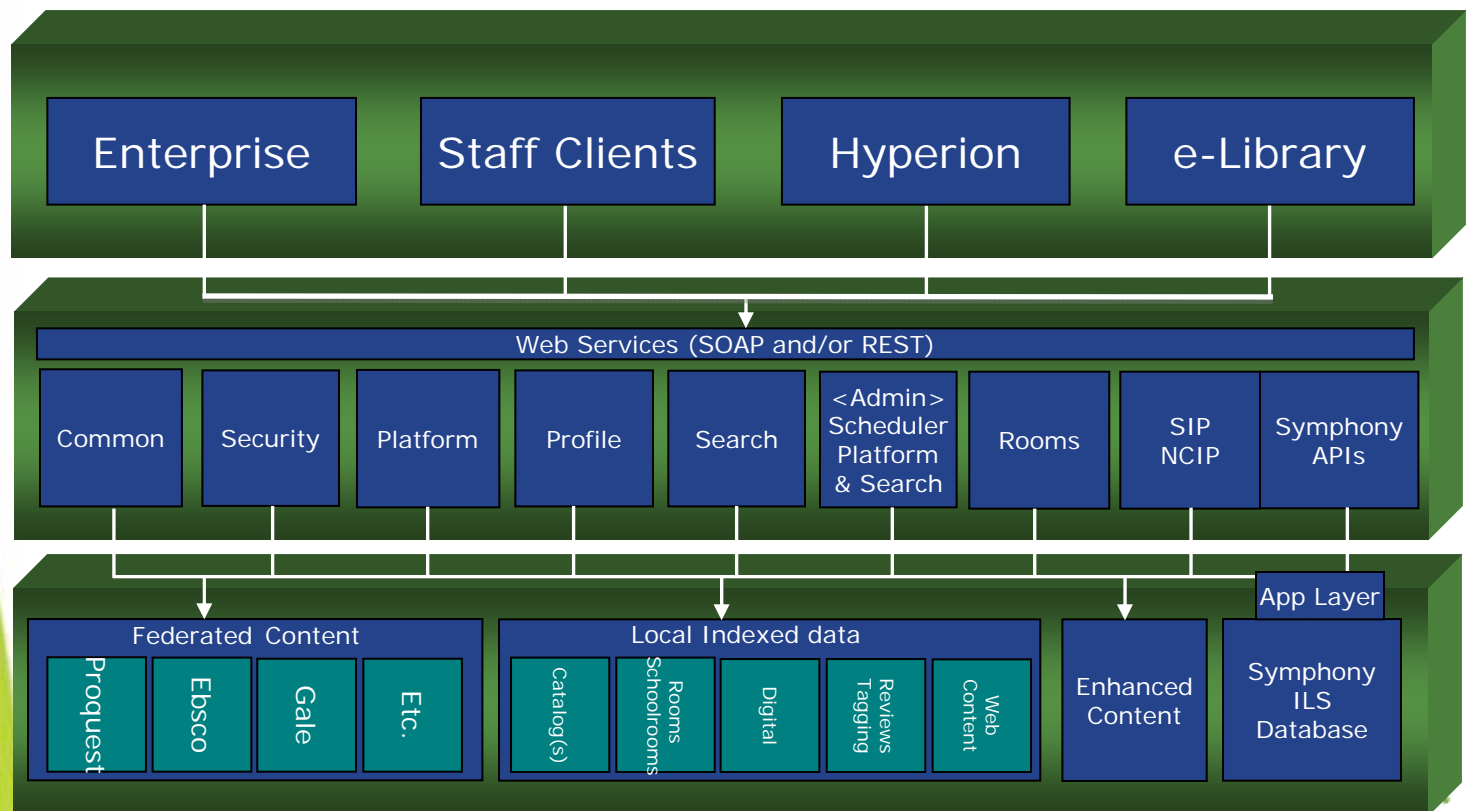 Enterprise
Staff Clients
Hyperion
e-Library
Web Services (SOAP and/or REST)
Common
Security
Platform
Profile
Search
<Admin>
Scheduler
Platform
& Search
Rooms
SIP
NCIP
Symphony
APIs
App Layer
Federated Content
Proquest
Ebsco
Gale
Etc.
Local Indexed data
Catalog(s)
Rooms
Schoolrooms
Digital
Reviews
Tagging
Web
Content
Enhanced
Content
Symphony
ILS
Database